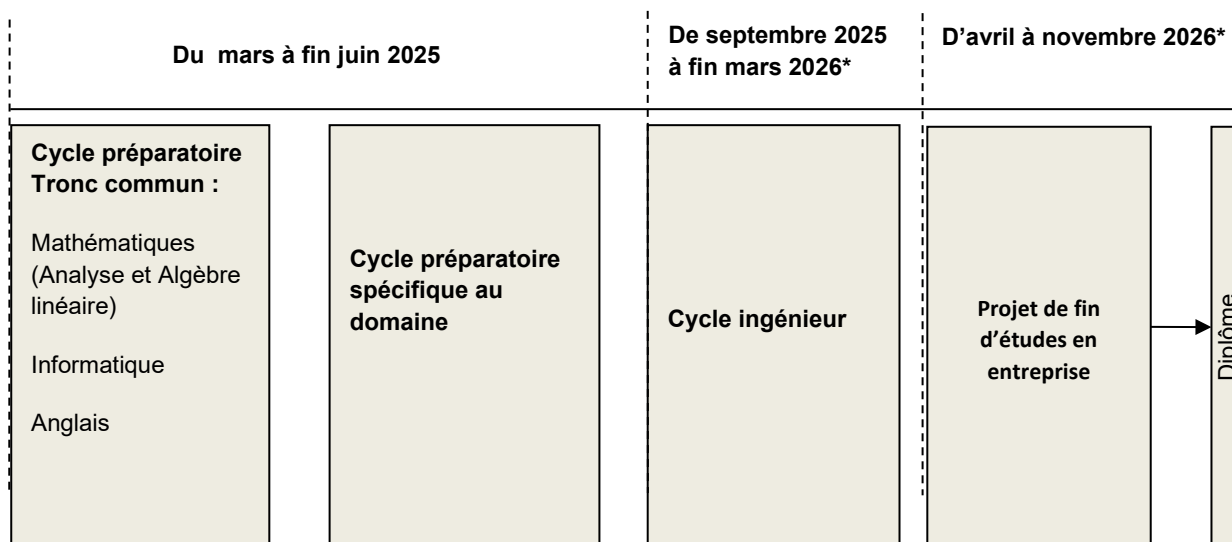 Du  mars à fin juin 2025
De septembre 2025
à fin mars 2026*
D’avril à novembre 2026*
Cycle préparatoire
Tronc commun :
Mathématiques
(Analyse et Algèbre
linéaire)
Informatique
Anglais
Cycle préparatoire
spécifique au
domaine
Cycle ingénieur
Projet de fin
d’études en
entreprise
Diplôme